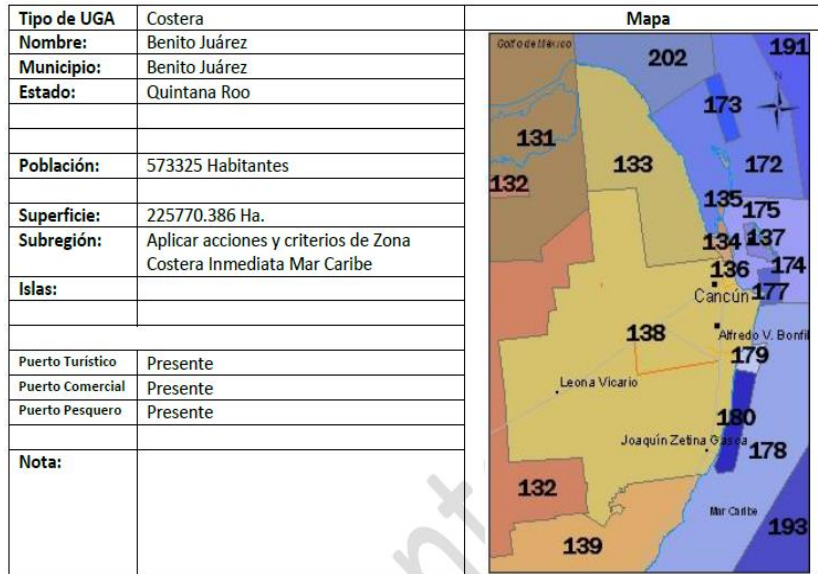 Tipo de UGA Costera Mapa
Nombre: Benito Juárez
Municipio: Benito Juárez
Estado: Quintana Roo
Población: 573325 Habitantes
Superficie: 225770.386 Ha.
Subregión: Aplicar acciones y criterios de Zona
Costera Inmediata Mar Caribe
Islas:
Puerto Turístico Presente
Puerto Comercial Presente
Puerto Pesquero Presente
Nota:
Golfo de México
202
191
N
173
131
133
172
132
135
175
134
137
136
174
Cancún
177
138
Alfredo V. Bonfil
179
Leona Vicario
180
Joaquín Zetina Gasca
178
132
Mar Caribe
193
139